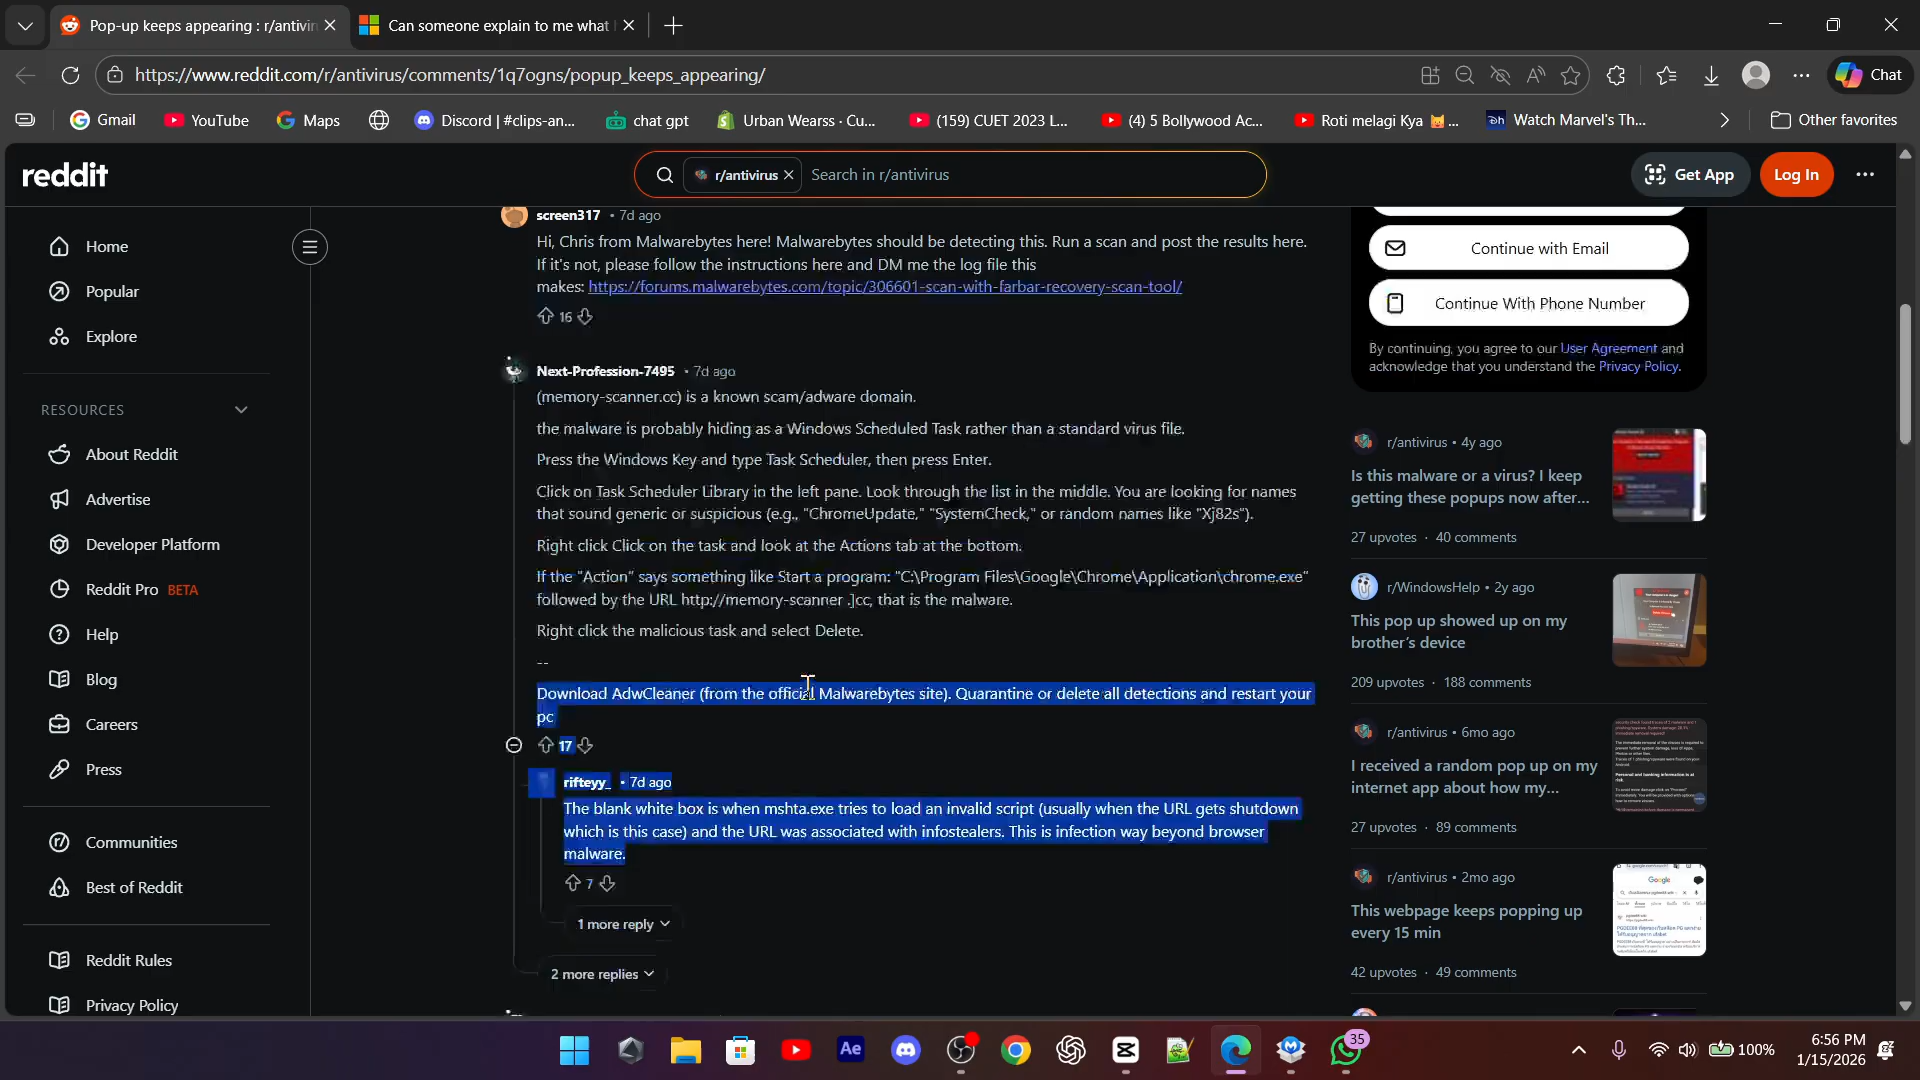 Pop-up keeps appearing : r/antivir
Can someone explain to me what
https://www.reddit.com/r/antivirus/comments/1q7ogns/popup_keeps_appearing/
Chat
Gmail
YouTube
Maps
Discord | #clips-an...
chat gpt
Urban Wearss · Cu...
(159) CUET 2023 L...
(4) 5 Bollywood Ac...
Roti melagi Kya 😹 ...
Watch Marvel's Th...
Other favorites
reddit
r/antivirus
Search in r/antivirus
Get App
Log In
Home
Popular
Explore
RESOURCES
About Reddit
Advertise
Developer Platform
Reddit Pro BETA
Help
Blog
Careers
Press
Communities
Best of Reddit
Reddit Rules
Privacy Policy
screen317 • 7d ago
Hi, Chris from Malwarebytes here! Malwarebytes should be detecting this. Run a scan and post the results here.
If it's not, please follow the instructions here and DM me the log file this
makes: https://forums.malwarebytes.com/topic/306601-scan-with-farbar-recovery-scan-tool/
16
Next-Profession-7495 • 7d ago
(memory-scanner.cc) is a known scam/adware domain.
the malware is probably hiding as a Windows Scheduled Task rather than a standard virus file.
Press the Windows Key and type Task Scheduler, then press Enter.
Click on Task Scheduler Library in the left pane. Look through the list in the middle. You are looking for names
that sound generic or suspicious (e.g., "ChromeUpdate," "SystemCheck," or random names like "Xj82s").
Right click Click on the task and look at the Actions tab at the bottom.
If the "Action" says something like Start a program: "C:\Program Files\Google\Chrome\Application\chrome.exe"
followed by the URL http://memory-scanner .]cc, that is the malware.
Right click the malicious task and select Delete.
--
Download AdwCleaner (from the official Malwarebytes site). Quarantine or delete all detections and restart your
pc
17
rifteyy_ • 7d ago
The blank white box is when mshta.exe tries to load an invalid script (usually when the URL gets shutdown
which is this case) and the URL was associated with infostealers. This is infection way beyond browser
malware.
7
1 more reply
2 more replies
Continue with Email
Continue With Phone Number
By continuing, you agree to our User Agreement and
acknowledge that you understand the Privacy Policy.
r/antivirus • 4y ago
Is this malware or a virus? I keep
getting these popups now after...
27 upvotes · 40 comments
r/WindowsHelp • 2y ago
This pop up showed up on my
brother's device
209 upvotes · 188 comments
r/antivirus • 6mo ago
I received a random pop up on my
internet app about how my...
27 upvotes · 89 comments
r/antivirus • 2mo ago
This webpage keeps popping up
every 15 min
42 upvotes · 49 comments
Google
Ae
35
100%
6:56 PM
1/15/2026